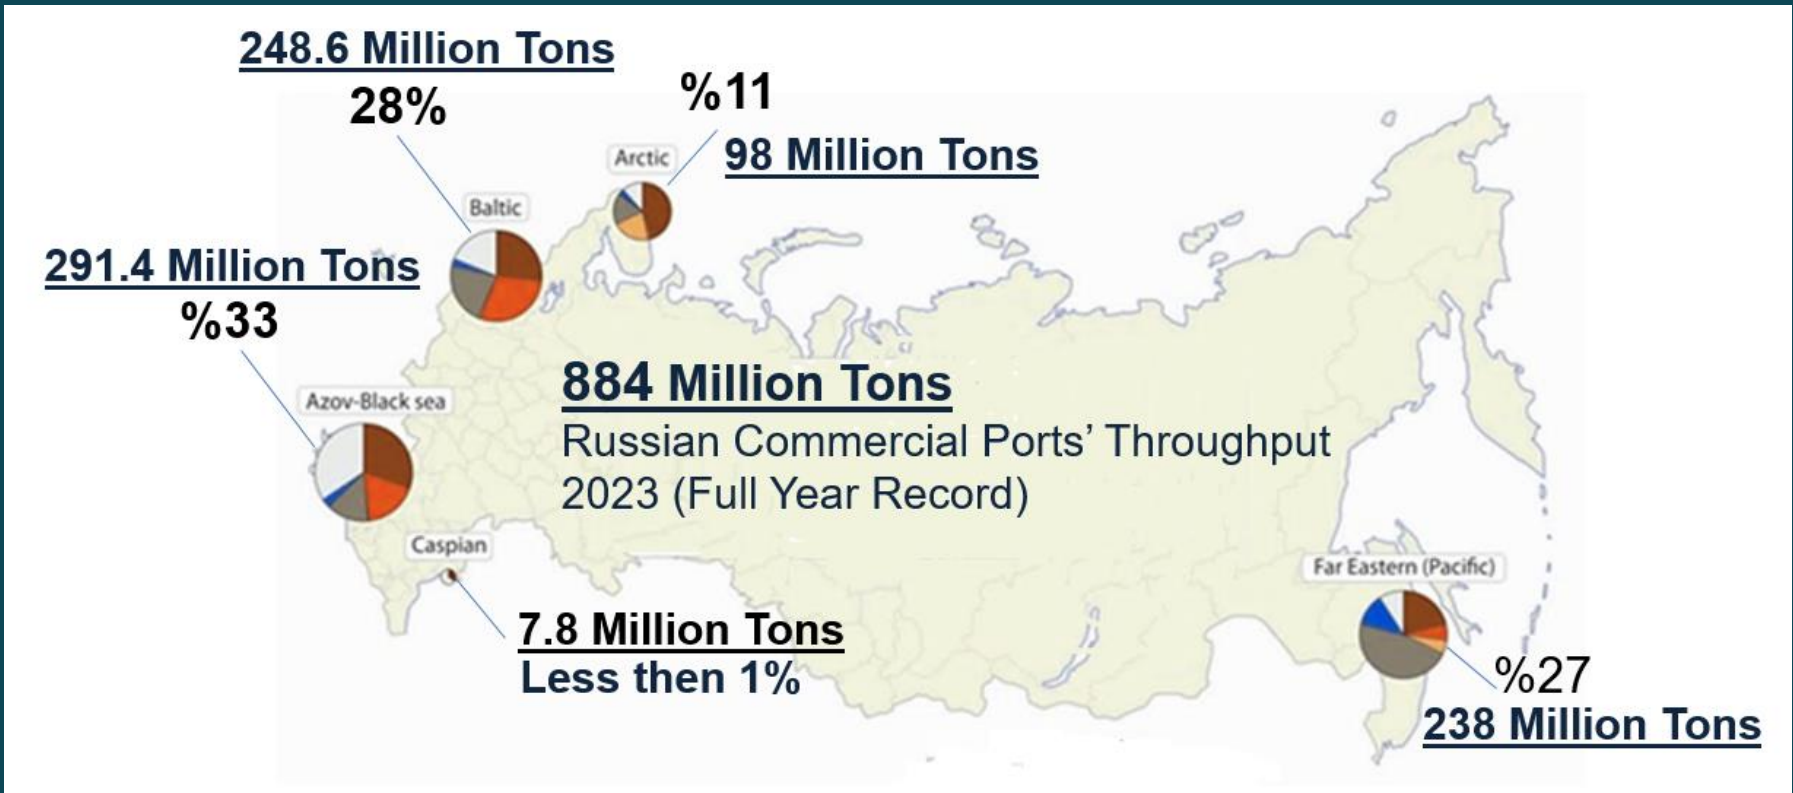 248.6 Million Tons
28%
%11
98 Million Tons
Arctic
Baltic
291.4 Million Tons
%33
Azov-Black sea
884 Million Tons
Russian Commercial Ports’ Throughput
2023 (Full Year Record)
Caspian
7.8 Million Tons
Less then 1%
Far Eastern (Pacific)
%27
238 Million Tons